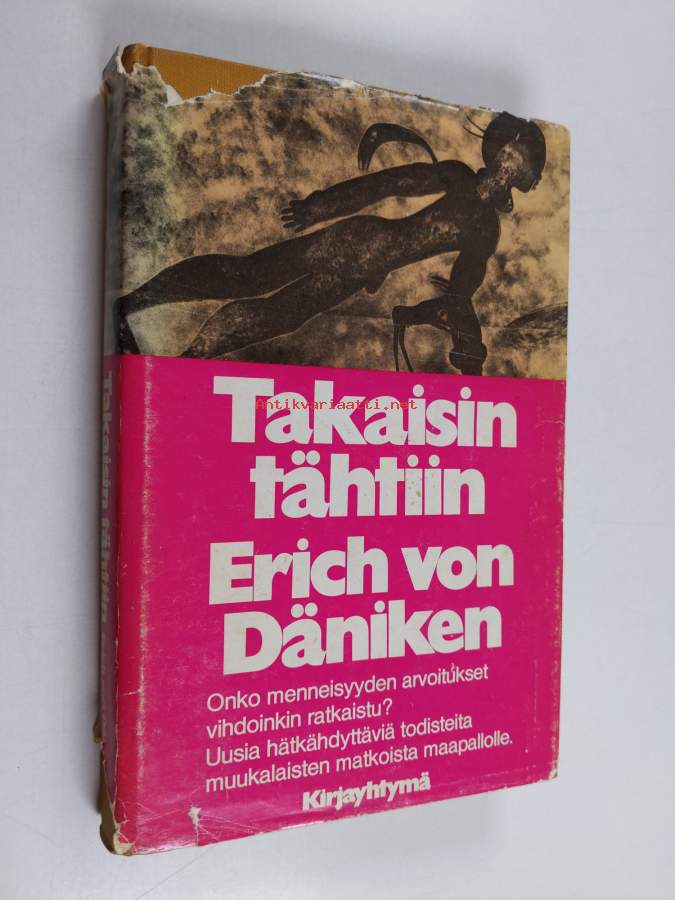 Antikvariaatti.net
Takaisin
tähtiin
Erich von
Däniken
Onko menneisyyden arvoitukset
vihdoinkin ratkaistu?
Uusia hätkähdyttäviä todisteita
muukalaisten matkoista maapallolle.
Kirjayhtymä
Takaisin tähtiin